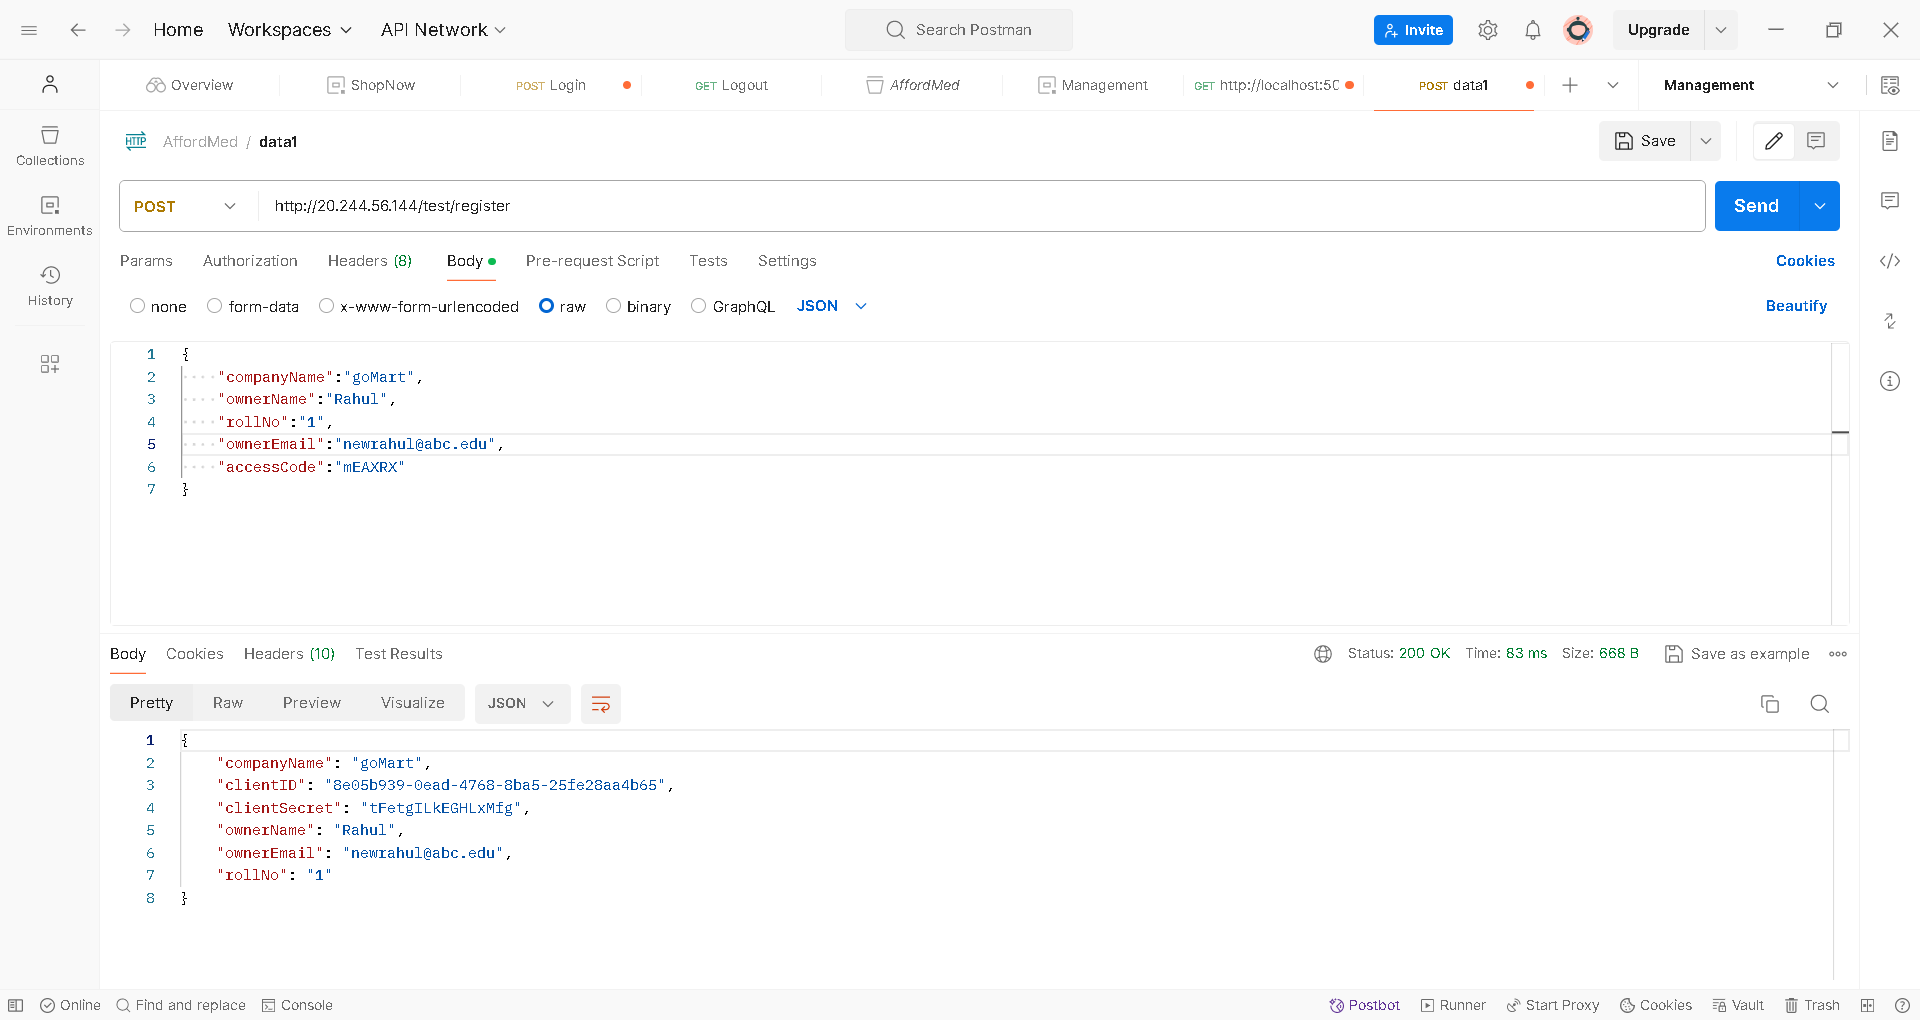 Home Workspaces API Network Search Postman Invite Upgrade
Overview ShopNow POST Login GET Logout AffordMed Management GET http://localhost:50 POST data1 Management
HTTP AffordMed / data1 Save
Collections
Environments
History
POST http://20.244.56.144/test/register Send
Params Authorization Headers (8) Body Pre-request Script Tests Settings Cookies
none form-data x-www-form-urlencoded raw binary GraphQL JSON Beautify
1 {
2 "companyName":"goMart",
3 "ownerName":"Rahul",
4 "rollNo":"1",
5 "ownerEmail":"newrahul@abc.edu",
6 "accessCode":"mEAXRX"
7 }
Body Cookies Headers (10) Test Results Status: 200 OK Time: 83 ms Size: 668 B Save as example
Pretty Raw Preview Visualize JSON
1 {
2 "companyName": "goMart",
3 "clientID": "8e05b939-0ead-4768-8ba5-25fe28aa4b65",
4 "clientSecret": "tFetgILkEGHLxMfg",
5 "ownerName": "Rahul",
6 "ownerEmail": "newrahul@abc.edu",
7 "rollNo": "1"
8 }
Online Find and replace Console Postbot Runner Start Proxy Cookies Vault Trash